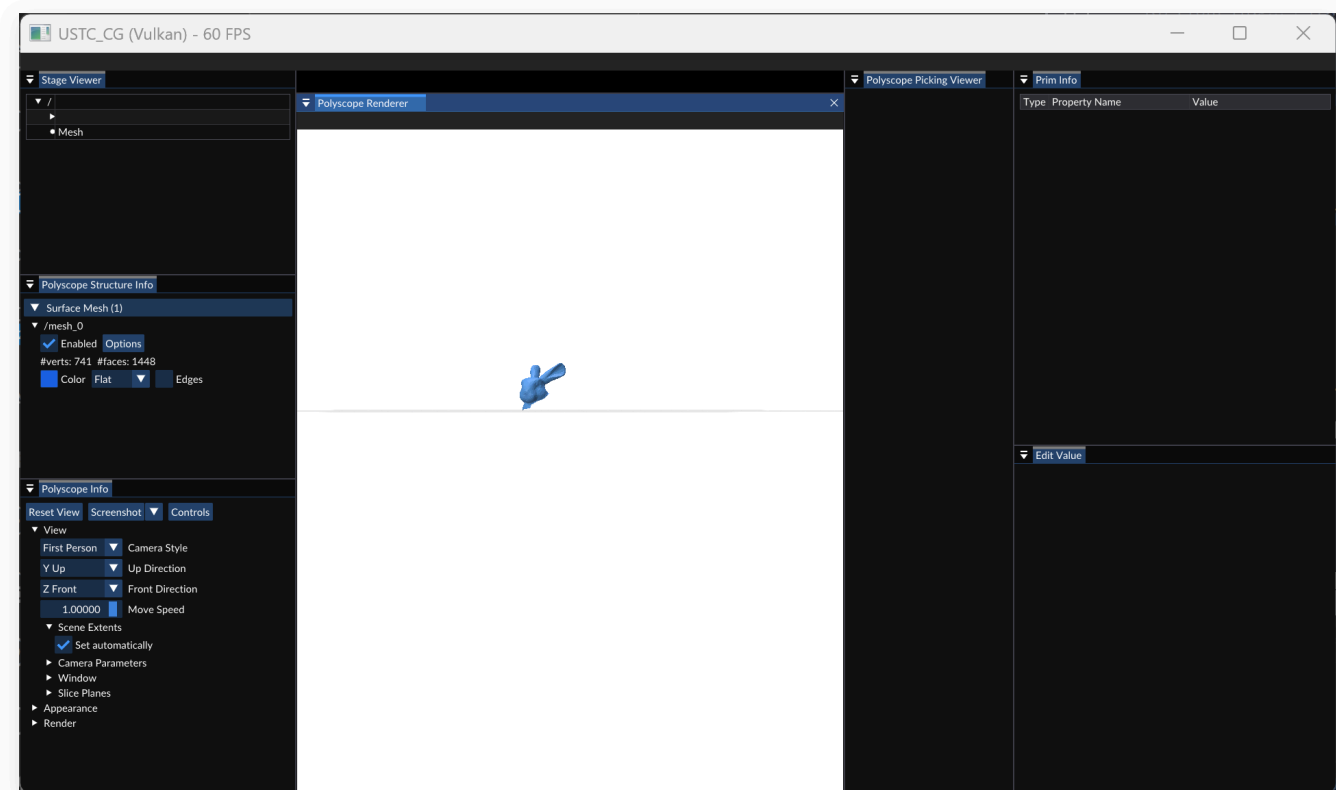 USTC_CG (Vulkan) - 60 FPS
Stage Viewer
/
Mesh
Polyscope Structure Info
Surface Mesh (1)
/mesh_0
Enabled Options
#verts: 741 #faces: 1448
Color Flat Edges
Polyscope Info
Reset View Screenshot Controls
View
First Person Camera Style
Y Up Up Direction
Z Front Front Direction
1.00000 Move Speed
Scene Extents
Set automatically
Camera Parameters
Window
Slice Planes
Appearance
Render
Polyscope Renderer
Polyscope Picking Viewer
Prim Info
Type Property Name Value
Edit Value